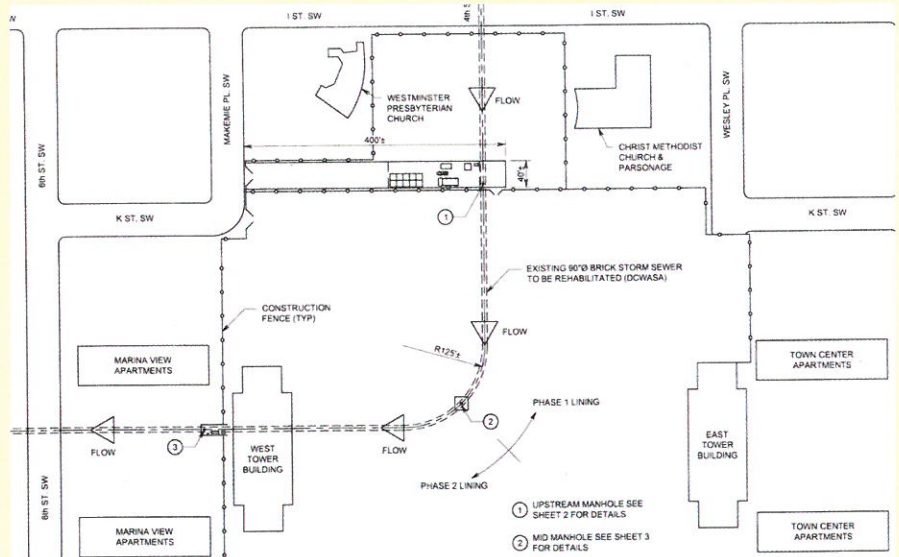 I ST. SW
4th S
I ST. SW
MAKEMIE PL. SW
WESTMINSTER
PRESBYTERIAN
CHURCH
FLOW
WESLEY PL. SW
CHRIST METHODIST
CHURCH &
PARSONAGE
6th ST. SW
400'±
40'±
K ST. SW
1
K ST. SW
EXISTING 90"Ø BRICK STORM SEWER
TO BE REHABILITATED (DCWASA)
CONSTRUCTION
FENCE (TYP)
FLOW
R125'±
MARINA VIEW
APARTMENTS
TOWN CENTER
APARTMENTS
PHASE 1 LINING
2
3
FLOW
FLOW
WEST
TOWER
BUILDING
EAST
TOWER
BUILDING
PHASE 2 LINING
6th ST. SW
1 UPSTREAM MANHOLE SEE
SHEET 2 FOR DETAILS
MARINA VIEW
APARTMENTS
2 MID MANHOLE SEE SHEET 3
FOR DETAILS
TOWN CENTER
APARTMENTS